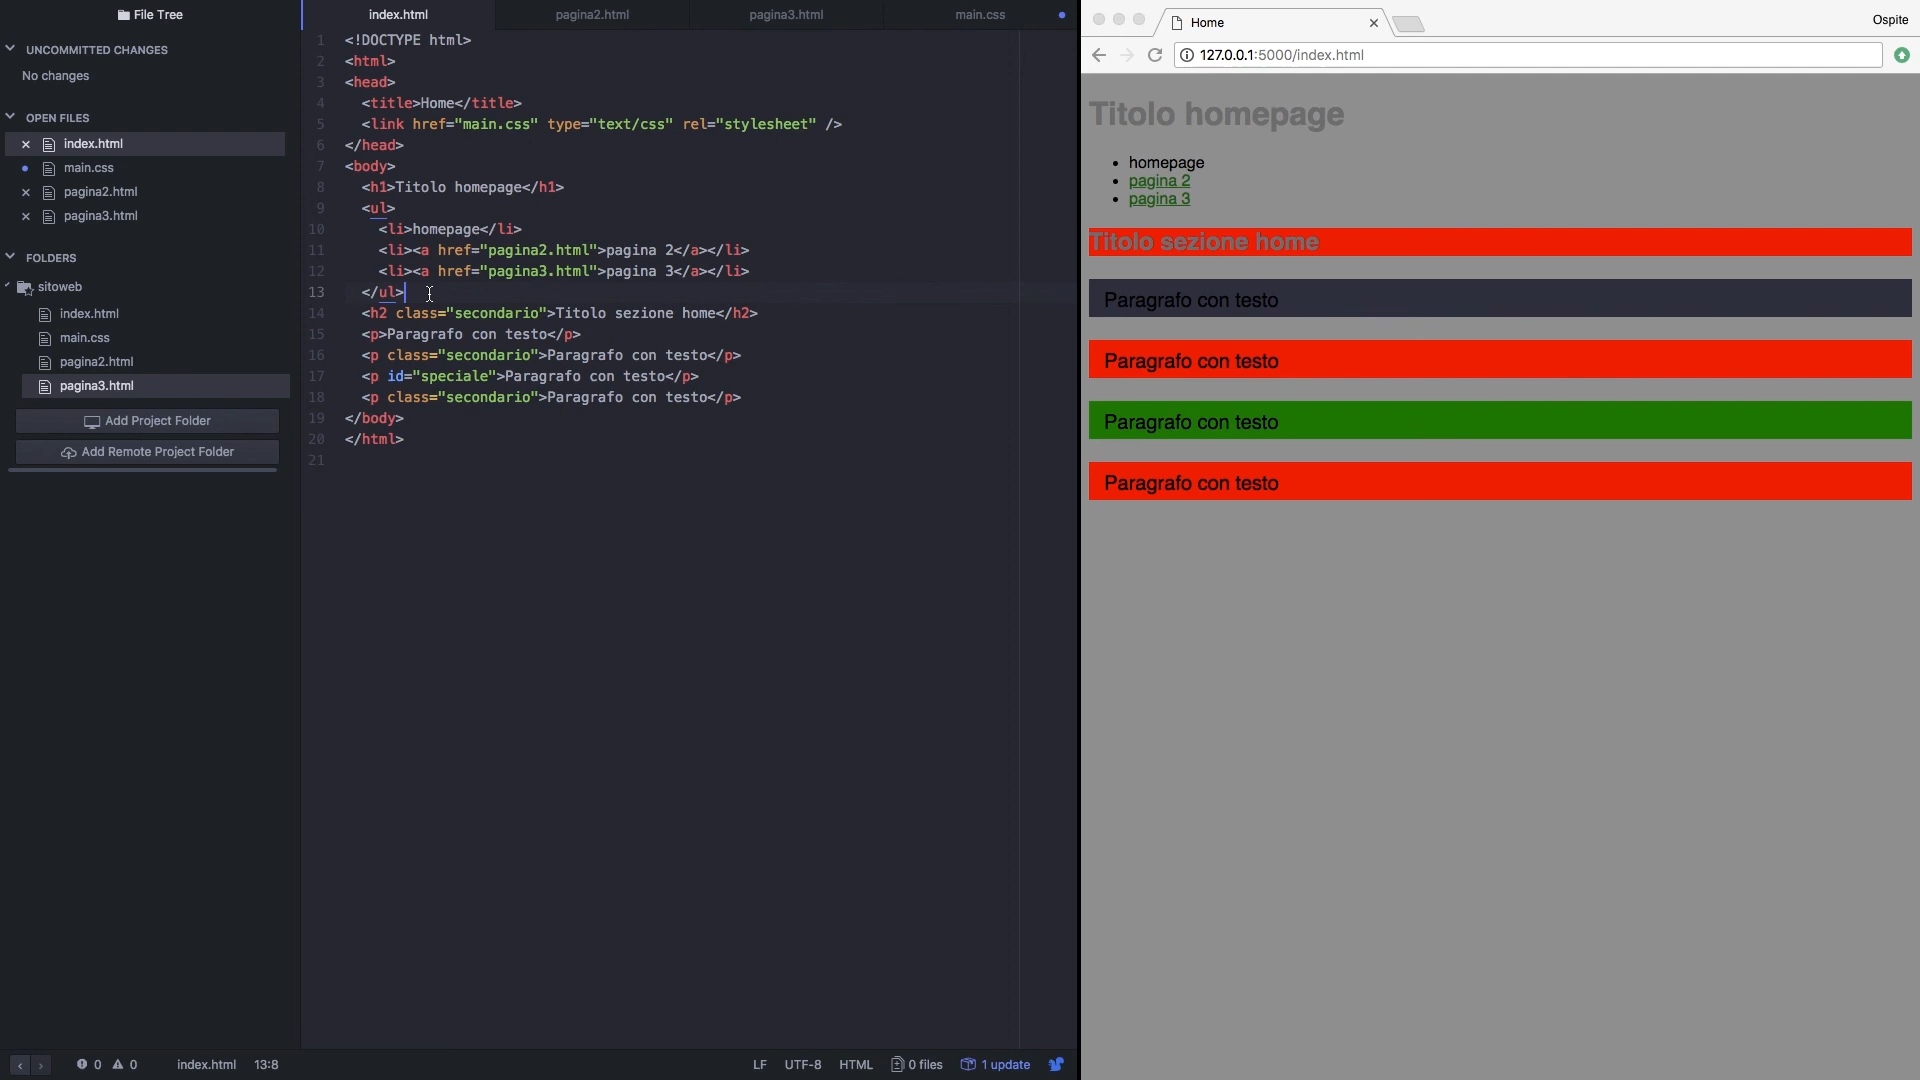 File Tree
UNCOMMITTED CHANGES
No changes
OPEN FILES
index.html
main.css
pagina2.html
pagina3.html
FOLDERS
sitoweb
index.html
main.css
pagina2.html
pagina3.html
Add Project Folder
Add Remote Project Folder
index.html pagina2.html pagina3.html main.css
1 <!DOCTYPE html>
2 <html>
3 <head>
4 <title>Home</title>
5 <link href="main.css" type="text/css" rel="stylesheet" />
6 </head>
7 <body>
8 <h1>Titolo homepage</h1>
9 <ul>
10 <li>homepage</li>
11 <li><a href="pagina2.html">pagina 2</a></li>
12 <li><a href="pagina3.html">pagina 3</a></li>
13 </ul>
14 <h2 class="secondario">Titolo sezione home</h2>
15 <p>Paragrafo con testo</p>
16 <p class="secondario">Paragrafo con testo</p>
17 <p id="speciale">Paragrafo con testo</p>
18 <p class="secondario">Paragrafo con testo</p>
19 </body>
20 </html>
21
0 0 index.html 13:8 LF UTF-8 HTML 0 files 1 update
Home Ospite
127.0.0.1:5000/index.html
Titolo homepage
homepage
pagina 2
pagina 3
Titolo sezione home
Paragrafo con testo
Paragrafo con testo
Paragrafo con testo
Paragrafo con testo